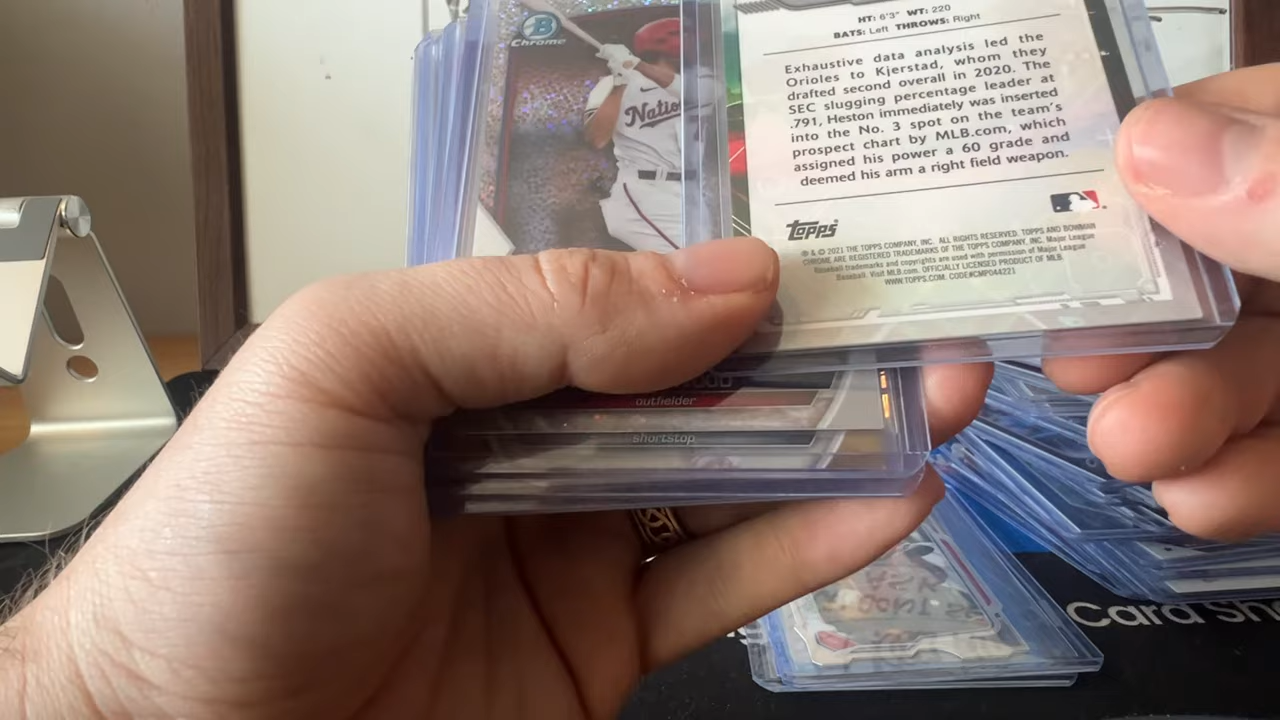 B
Chrome
Natio
HT: 6'3" WT: 220
BATS: Left THROWS: Right
Exhaustive data analysis led the
Orioles to Kjerstad, whom they
drafted second overall in 2020. The
SEC slugging percentage leader at
.791, Heston immediately was inserted
into the No. 3 spot on the team's
prospect chart by MLB.com, which
assigned his power a 60 grade and
deemed his arm a right field weapon.
Topps
® & © 2021 THE TOPPS COMPANY, INC. ALL RIGHTS RESERVED. TOPPS AND BOWMAN
CHROME ARE REGISTERED TRADEMARKS OF THE TOPPS COMPANY, INC. Major League
Baseball trademarks and copyrights are used with permission of Major League
Baseball. Visit MLB.com. OFFICIALLY LICENSED PRODUCT OF MLB.
WWW.TOPPS.COM. CODE#CMP044221
outfielder
shortstop
Card Sh